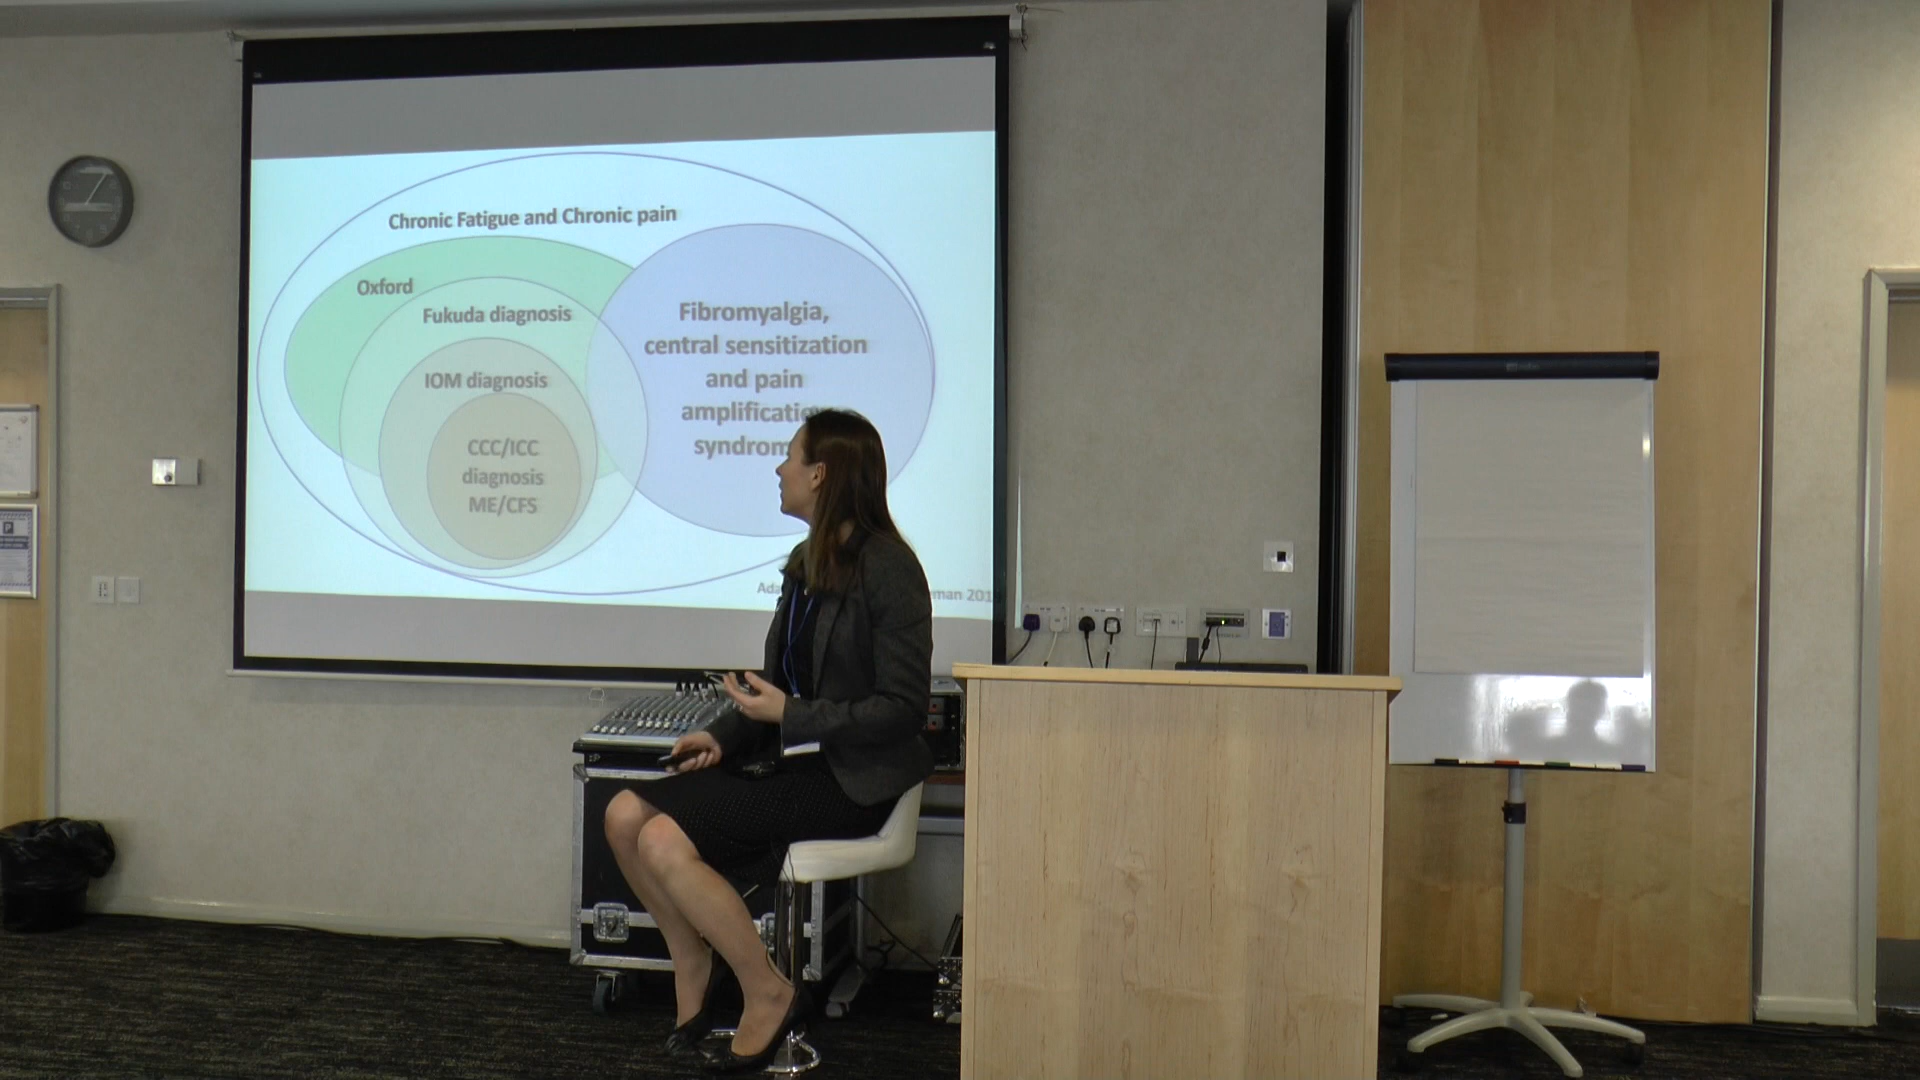 Chronic Fatigue and Chronic pain
Oxford
Fukuda diagnosis
IOM diagnosis
CCC/ICC
diagnosis
ME/CFS
Fibromyalgia,
central sensitization
and pain
P